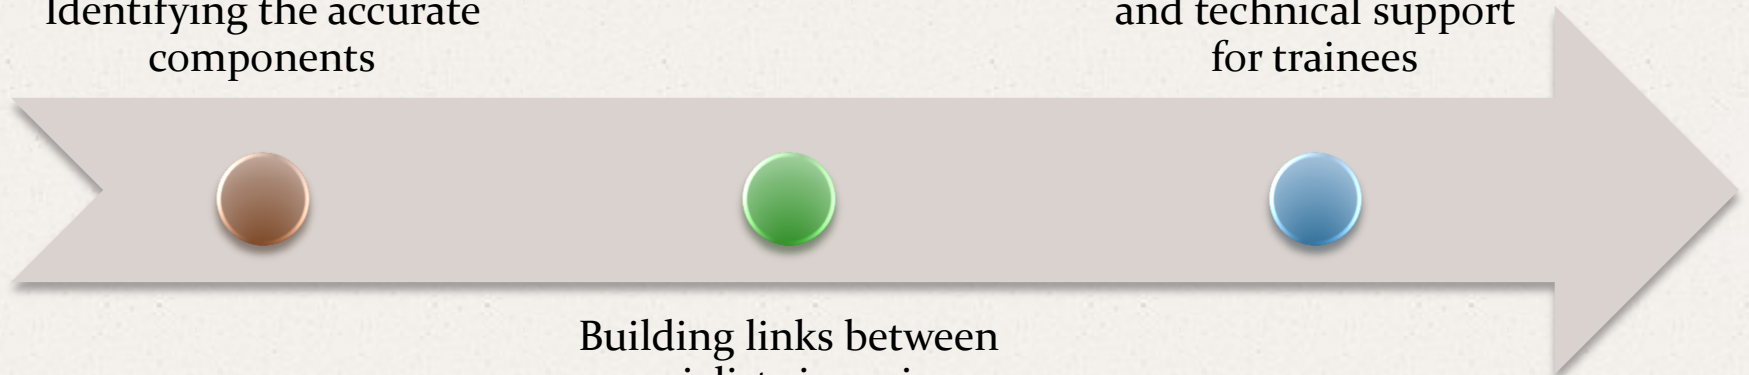 Identifying the accurate
components
and technical support
for trainees
Building links between